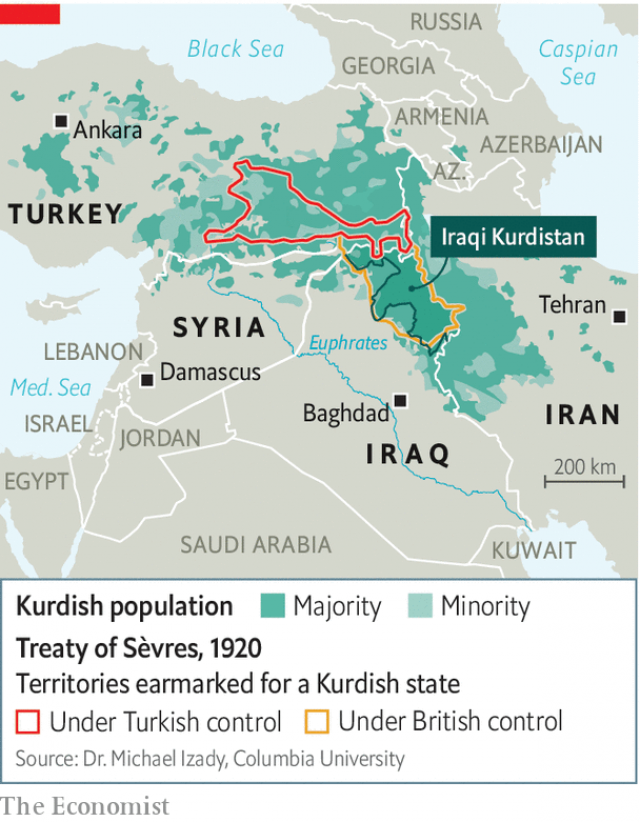 RUSSIA
Black Sea
Caspian
Sea
GEORGIA
ARMENIA
Ankara
AZERBAIJAN
AZ.
TURKEY
Iraqi Kurdistan
Tehran
SYRIA
Euphrates
LEBANON
Damascus
Med. Sea
Baghdad
IRAN
ISRAEL
JORDAN
IRAQ
200 km
EGYPT
SAUDI ARABIA
KUWAIT
Kurdish population Majority Minority
Treaty of Sèvres, 1920
Territories earmarked for a Kurdish state
Under Turkish control Under British control
Source: Dr. Michael Izady, Columbia University
The Economist